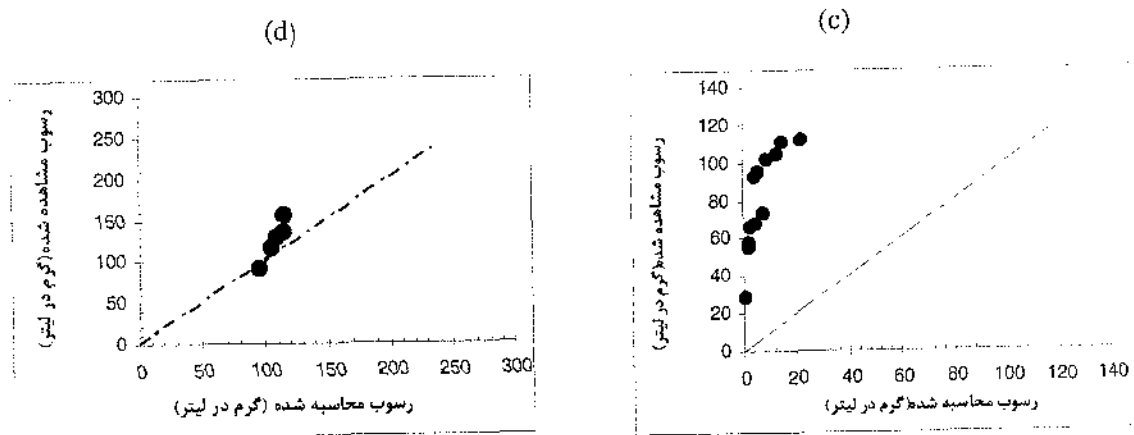 (d)
رسوب مشاهده شده (گرم در لیتر)
300
250
200
150
100
50
0
0 50 100 150 200 250 300
رسوب محاسبه شده (گرم در لیتر)
(c)
رسوب مشاهده شده(گرم در لیتر)
140
120
100
80
60
40
20
0
0 20 40 60 80 100 120 140
رسوب محاسبه شده(گرم در لیتر)